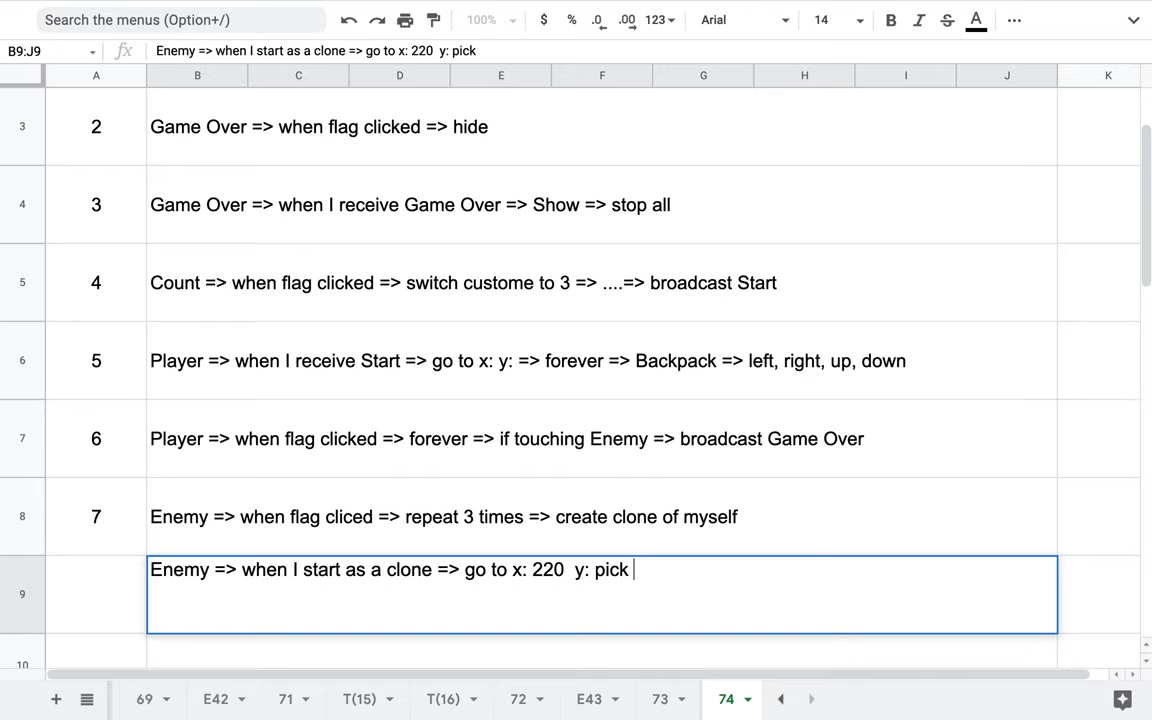 Search the menus (Option+/)
100%
$ % .0 .00 123
Arial
14
B I S A
B9:J9
fx
Enemy => when I start as a clone => go to x: 220  y: pick
A B C D E F G H I J K
3 2 Game Over => when flag clicked => hide
4 3 Game Over => when I receive Game Over => Show => stop all
5 4 Count => when flag clicked => switch custome to 3 => ....=> broadcast Start
6 5 Player => when I receive Start => go to x: y: => forever => Backpack => left, right, up, down
7 6 Player => when flag clicked => forever => if touching Enemy => broadcast Game Over
8 7 Enemy => when flag cliced => repeat 3 times => create clone of myself
9 Enemy => when I start as a clone => go to x: 220  y: pick
10
69 E42 71 T(15) T(16) 72 E43 73 74